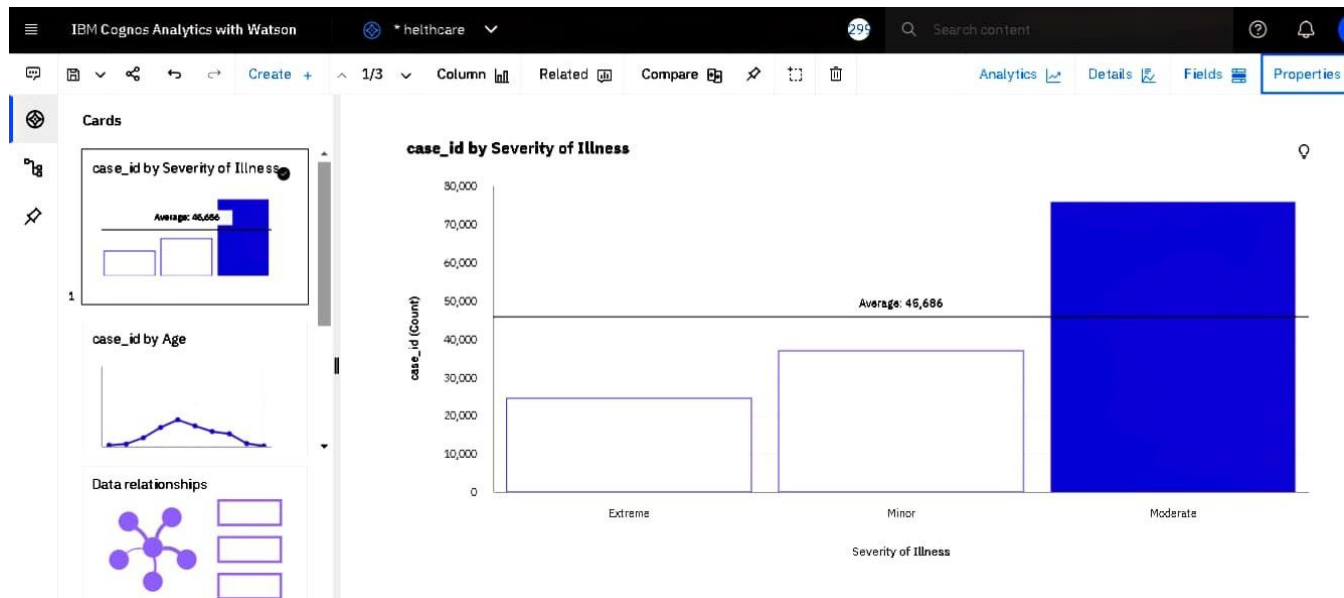 IBM Cognos Analytics with Watson
* helthcare
299
Search content
Create +
1/3
Column
Related
Compare
Analytics
Details
Fields
Properties
Cards
case_id by Severity of Illness
Average: 45,686
1
case_id by Age
Data relationships
case_id by Severity of Illness
80,000
70,000
60,000
50,000
40,000
30,000
20,000
10,000
0
case_id (Count)
Average: 45,686
Extreme
Minor
Moderate
Severity of Illness